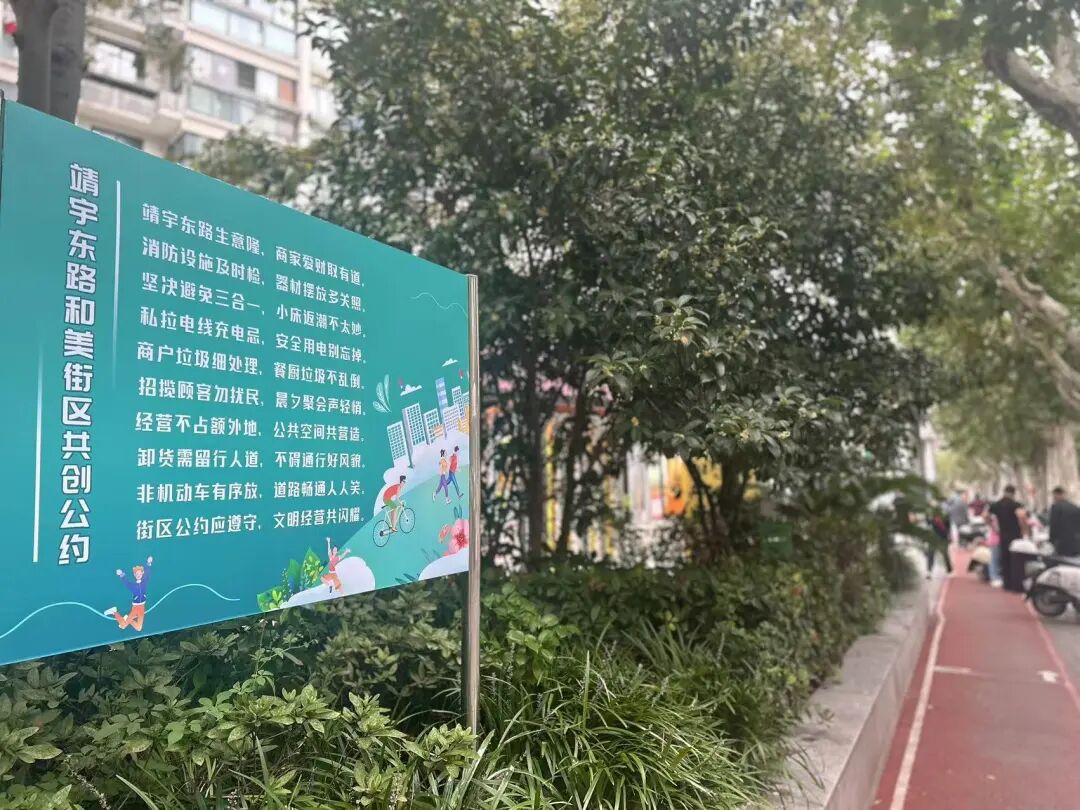 靖宇东路和美街区共创公约
靖宇东路生意隆，商家爱财取有道，
消防设施及时检，器材摆放多关照，
坚决避免三合一，小床返潮不太妙，
私拉电线充电忌，安全用电别忘掉，
商户垃圾细处理，餐厨垃圾不乱倒，
招揽顾客勿扰民，晨夕聚会声轻悄，
经营不占额外地，公共空间共营造，
卸货需留行人道，不碍通行好风貌，
非机动车有序放，道路畅通人人笑，
街区公约应遵守，文明经营共闪耀。